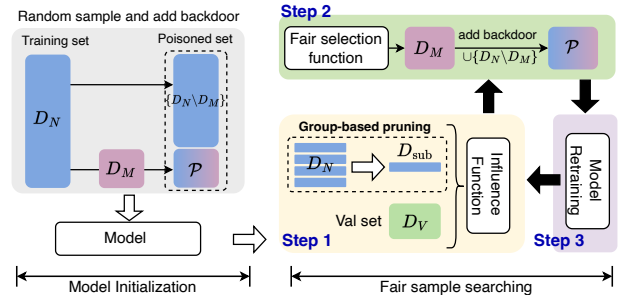 Random sample and add backdoor
Training set
Poisoned set
D_N
{D_N\D_M}
D_M
𝒫
Model
Model Initialization
Step 2
Fair selection
function
D_M
add backdoor
∪{D_N\D_M}
𝒫
Group-based pruning
D_N
D_sub
Val set
D_V
Influence
Function
Step 1
Model
Retraining
Step 3
Fair sample searching